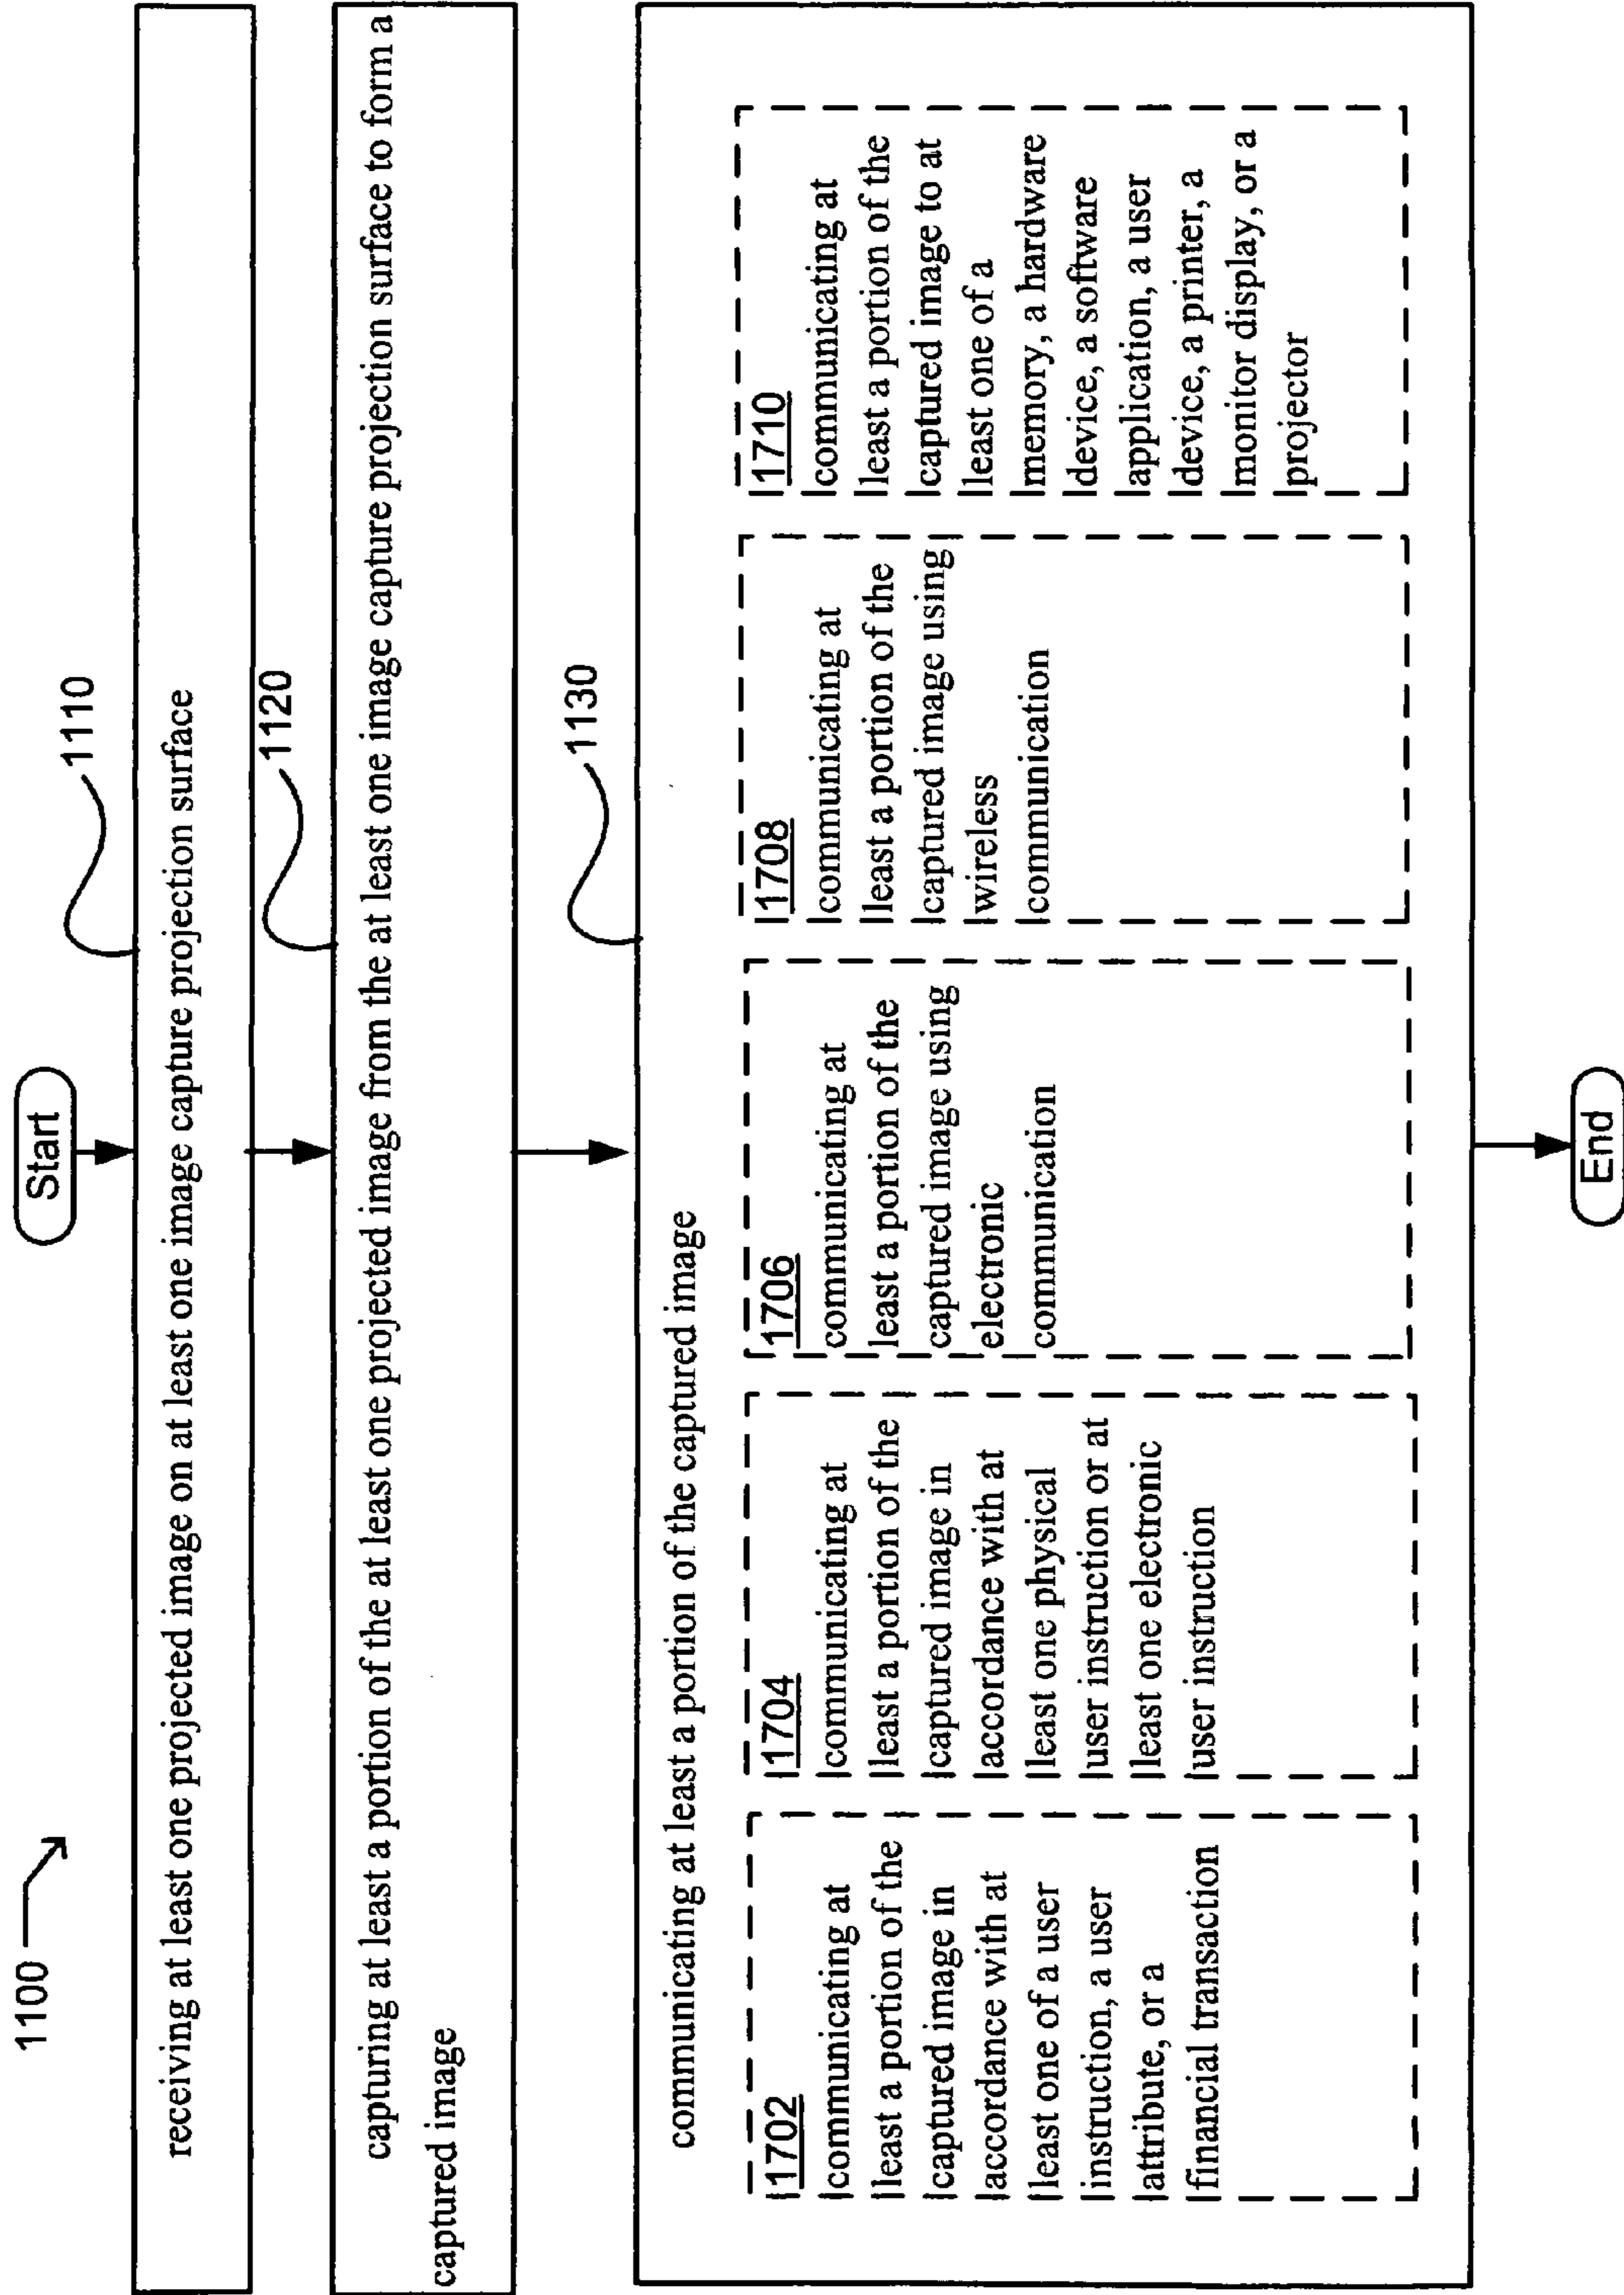 1100
Start
1110
receiving at least one projected image on at least one image capture projection surface
1120
capturing at least a portion of the at least one projected image from the at least one image capture projection surface to form a
captured image
1130
communicating at least a portion of the captured image
1702
communicating at
least a portion of the
captured image in
accordance with at
least one of a user
instruction, a user
attribute, or a
financial transaction
1704
communicating at
least a portion of the
captured image in
accordance with at
least one physical
user instruction or at
least one electronic
user instruction
1706
communicating at
least a portion of the
captured image using
electronic
communication
1708
communicating at
least a portion of the
captured image using
wireless
communication
1710
communicating at
least a portion of the
captured image to at
least one of a
memory, a hardware
device, a software
application, a user
device, a printer, a
monitor display, or a
projector
End